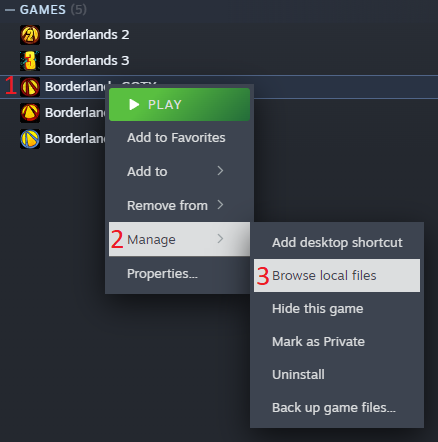 GAMES (5)
Borderlands 2
Borderlands 3
1 Borderlands GOTY
Borderlands
Borderlands
PLAY
Add to Favorites
Add to
Remove from
2 Manage
Properties...
Add desktop shortcut
3 Browse local files
Hide this game
Mark as Private
Uninstall
Back up game files...